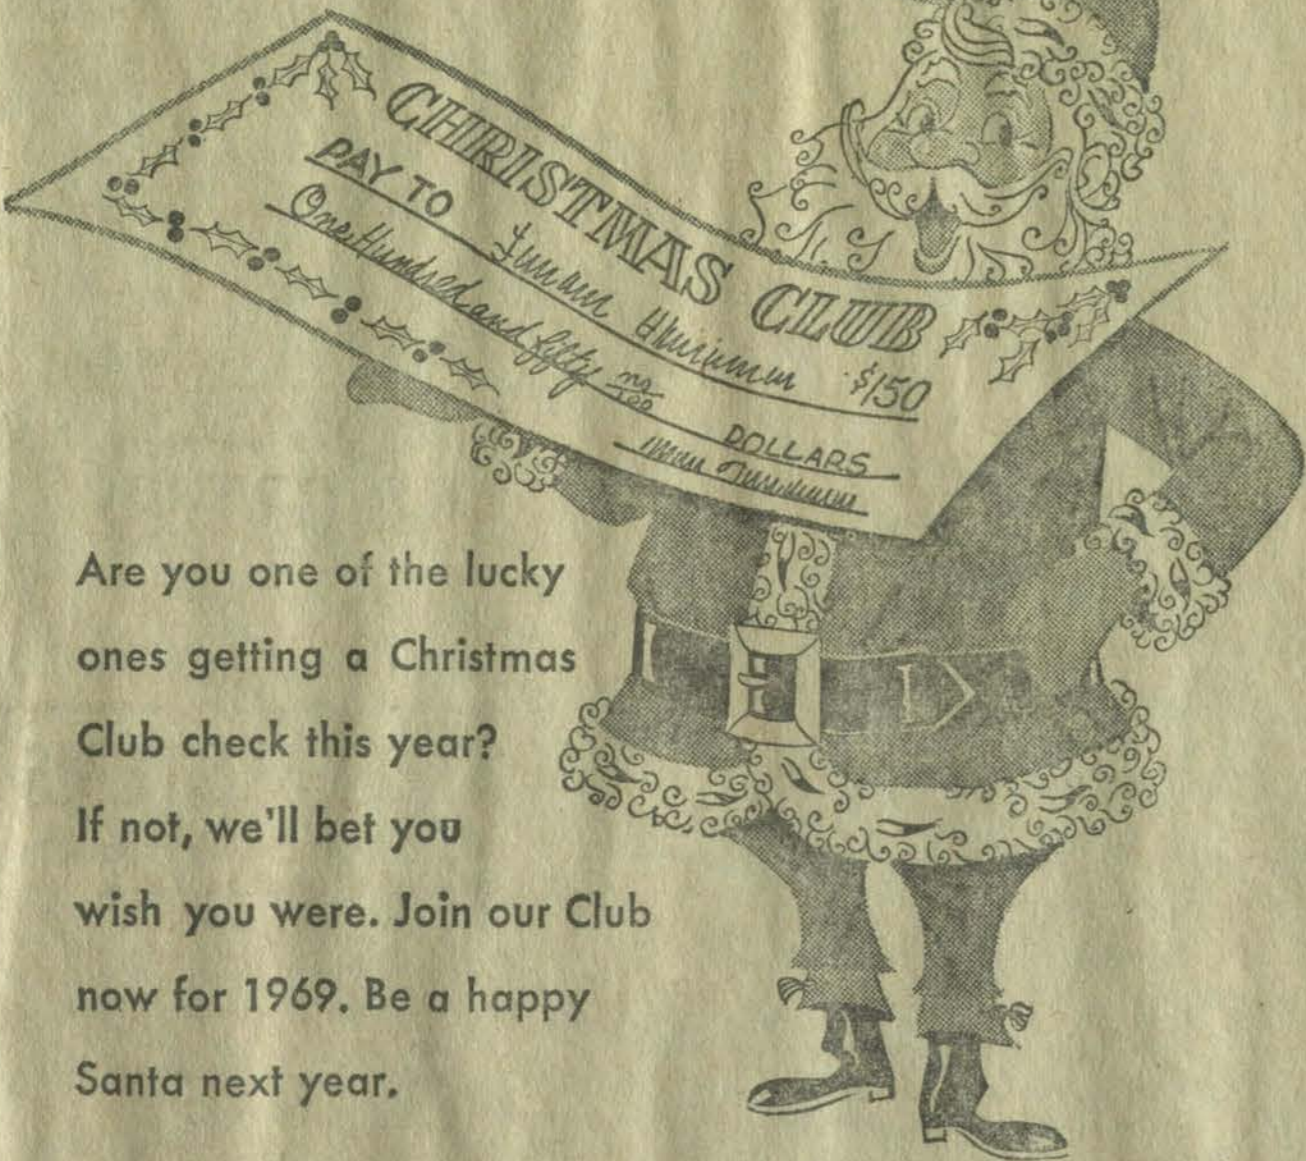 CHRISTMAS CLUB
PAY TO $150
One Hundred and fifty no/100 DOLLARS
Are you one of the lucky
ones getting a Christmas
Club check this year?
If not, we'll bet you
wish you were. Join our Club
now for 1969. Be a happy
Santa next year.